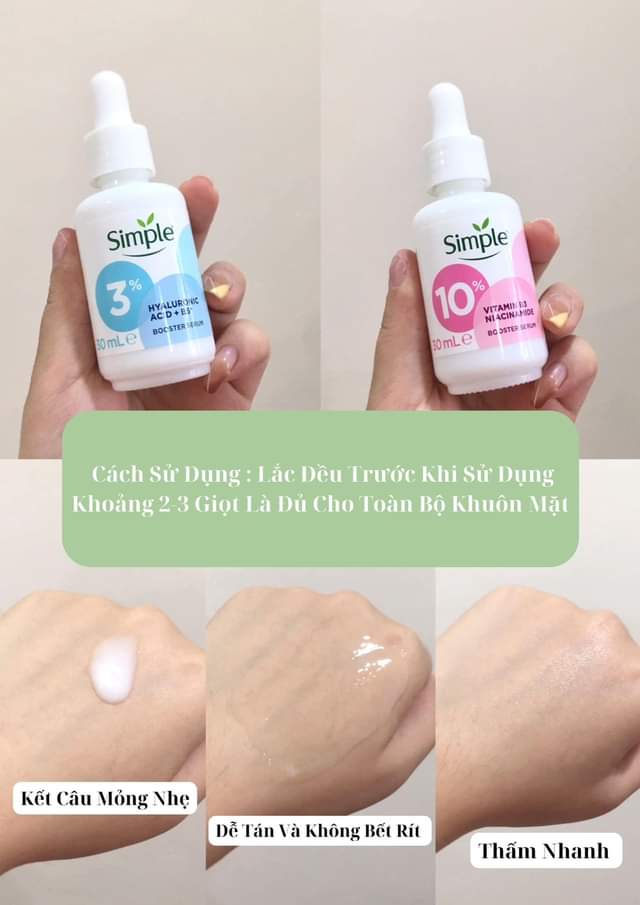 Simple
3%
HYALURONIC
ACID + B5
BOOSTER SERUM
30 mL e
Simple
10%
VITAMIN B3
NIACINAMIDE
BOOSTER SERUM
30 mL e
Cách Sử Dụng : Lắc Đều Trước Khi Sử Dụng
Khoảng 2-3 Giọt Là Đủ Cho Toàn Bộ Khuôn Mặt
Kết Câu Mỏng Nhẹ
Dễ Tán Và Không Bết Rít
Thấm Nhanh